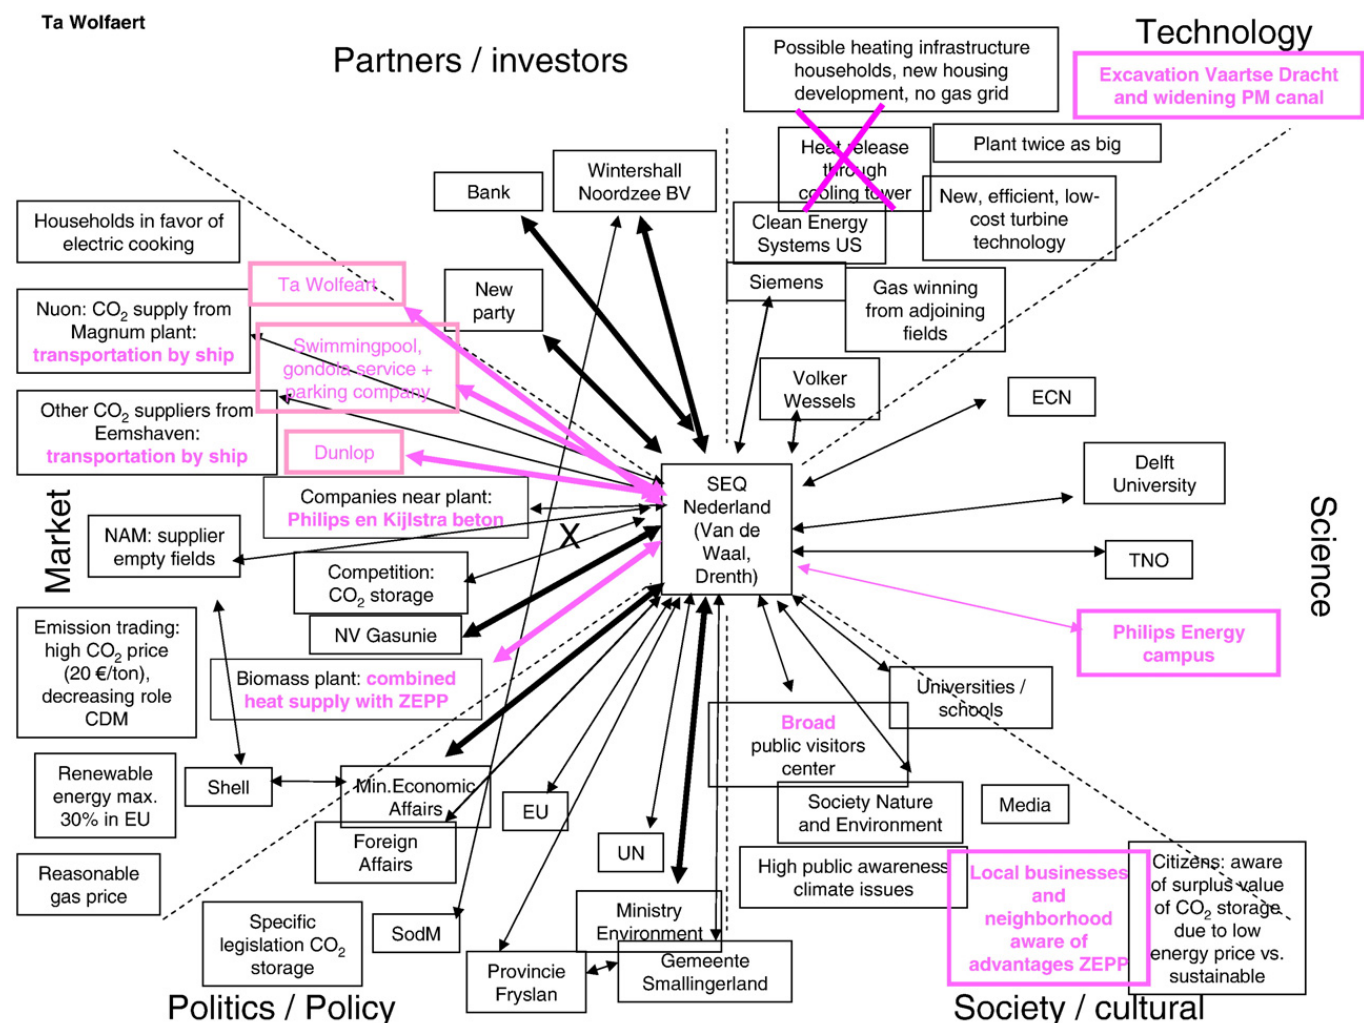 Ta Wolfaert
Partners / investors
Technology
Possible heating infrastructure
households, new housing
development, no gas grid
Excavation Vaartse Dracht
and widening PM canal
Heat release
through
cooling tower
Plant twice as big
New, efficient, low-
cost turbine
technology
Clean Energy
Systems US
Siemens
Gas winning
from adjoining
fields
Volker
Wessels
Bank
Wintershall
Noordzee BV
New
party
Households in favor of
electric cooking
Ta Wolfeart
Nuon: CO2 supply from
Magnum plant:
transportation by ship
Swimmingpool,
gondola service +
parking company
Other CO2 suppliers from
Eemshaven:
transportation by ship
Dunlop
Companies near plant:
Philips en Kijlstra beton
Market
NAM: supplier
empty fields
X
Competition:
CO2 storage
NV Gasunie
Emission trading:
high CO2 price
(20 €/ton),
decreasing role
CDM
Biomass plant: combined
heat supply with ZEPP
SEQ
Nederland
(Van de
Waal,
Drenth)
ECN
Delft
University
TNO
Science
Philips Energy
campus
Universities /
schools
Broad
public visitors
center
Society Nature
and Environment
Media
High public awareness
climate issues
Local businesses
and
neighborhood
aware of
advantages ZEPP
Citizens: aware
of surplus value
of CO2 storage
due to low
energy price vs.
sustainable
Renewable
energy max.
30% in EU
Shell
Min.Economic
Affairs
EU
Foreign
Affairs
UN
Reasonable
gas price
Specific
legislation CO2
storage
SodM
Ministry
Environment
Provincie
Fryslan
Gemeente
Smallingerland
Politics / Policy
Society / cultural